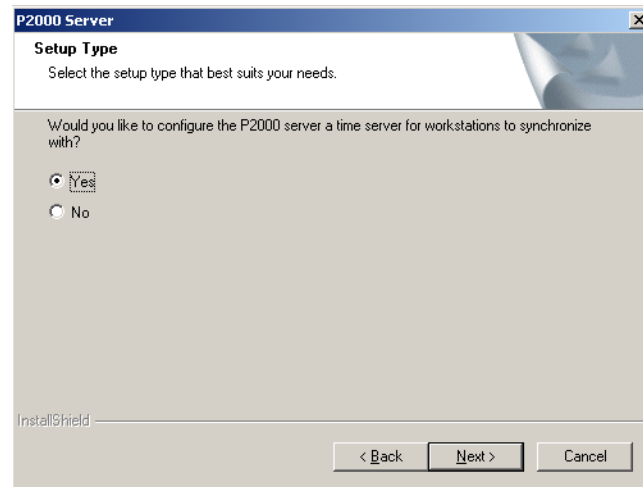 P2000 Server
Setup Type
Select the setup type that best suits your needs.
Would you like to configure the P2000 server a time server for workstations to synchronize
with?
Yes
No
InstallShield
< Back Next > Cancel